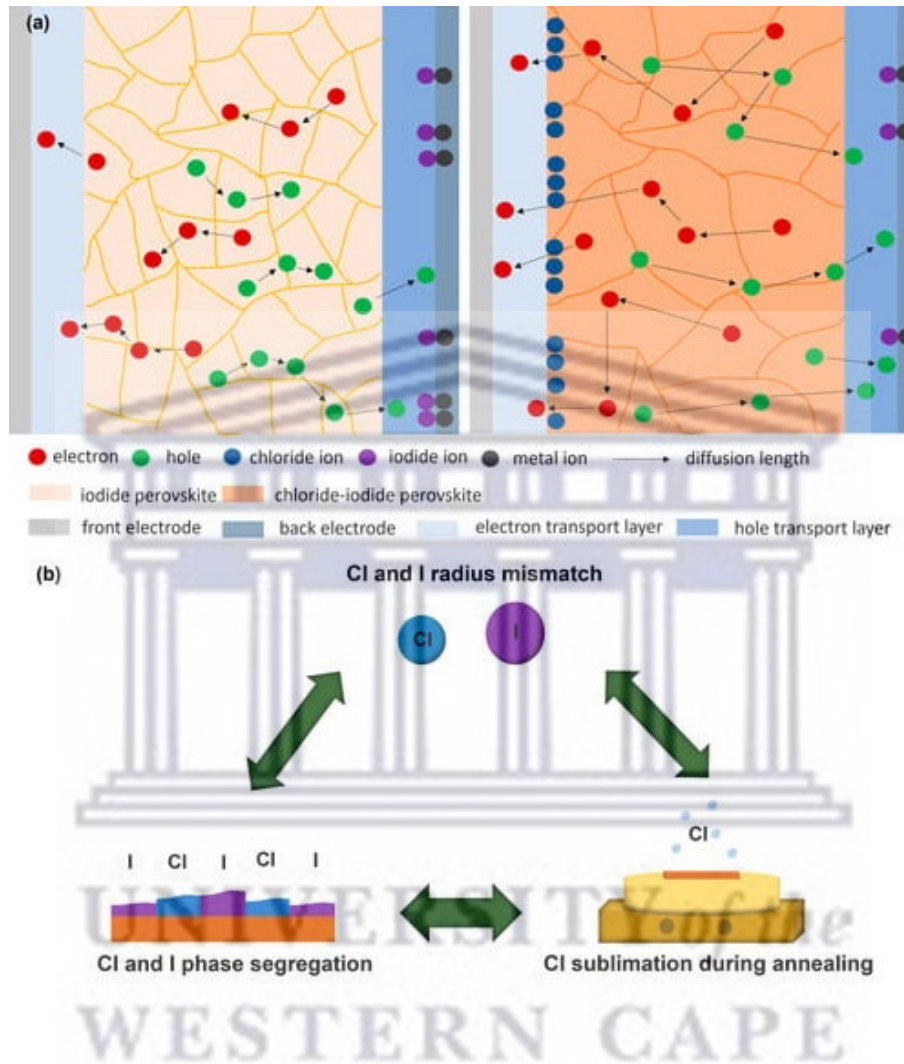 (a)
electron hole chloride ion iodide ion metal ion diffusion length
iodide perovskite chloride-iodide perovskite
front electrode back electrode electron transport layer hole transport layer
(b)
Cl and I radius mismatch
Cl I
Cl
I Cl I Cl I
Cl and I phase segregation Cl sublimation during annealing
UNIVERSITY of the
WESTERN CAPE